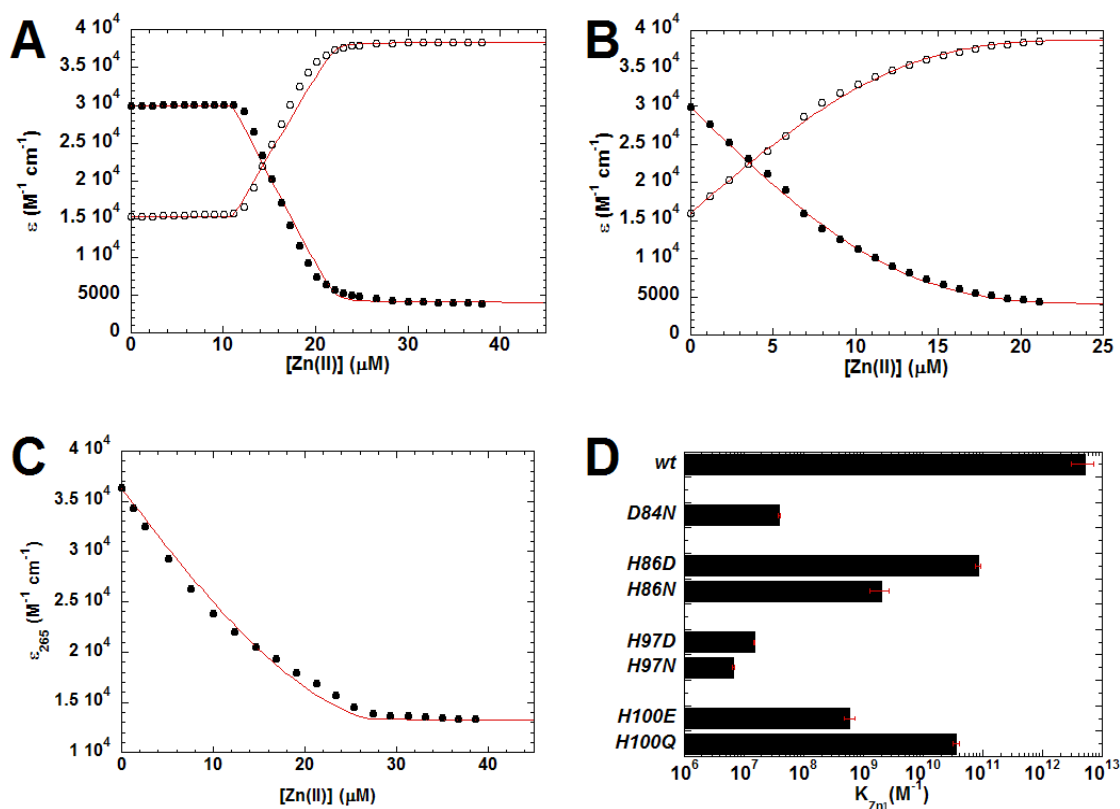 A
4 10⁴
3.5 10⁴
3 10⁴
2.5 10⁴
2 10⁴
1.5 10⁴
1 10⁴
5000
0
ε (M⁻¹ cm⁻¹)
0 10 20 30 40
[Zn(II)] (μM)
B
4 10⁴
3.5 10⁴
3 10⁴
2.5 10⁴
2 10⁴
1.5 10⁴
1 10⁴
5000
0
ε (M⁻¹ cm⁻¹)
0 5 10 15 20 25
[Zn(II)] (μM)
C
4 10⁴
3.5 10⁴
3 10⁴
2.5 10⁴
2 10⁴
1.5 10⁴
1 10⁴
ε₂₆₅ (M⁻¹ cm⁻¹)
0 10 20 30 40
[Zn(II)] (μM)
D
wt
D84N
H86D
H86N
H97D
H97N
H100E
H100Q
10⁶ 10⁷ 10⁸ 10⁹ 10¹⁰ 10¹¹ 10¹² 10¹³
K Zn1 (M⁻¹)